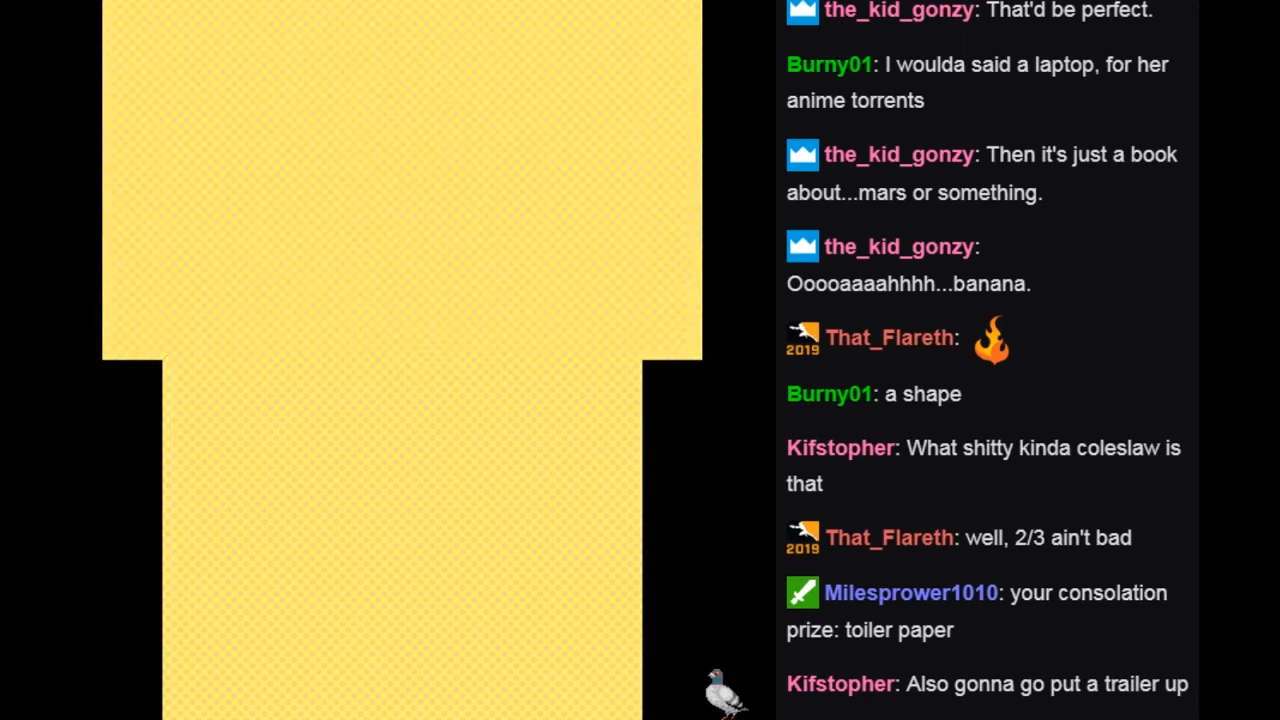 the_kid_gonzy: That'd be perfect.
Burny01: I woulda said a laptop, for her
anime torrents
the_kid_gonzy: Then it's just a book
about...mars or something.
the_kid_gonzy:
Ooooaaaahhhh...banana.
2019 That_Flareth:
Burny01: a shape
Kifstopher: What shitty kinda coleslaw is
that
2019 That_Flareth: well, 2/3 ain't bad
Milesprower1010: your consolation
prize: toiler paper
Kifstopher: Also gonna go put a trailer up